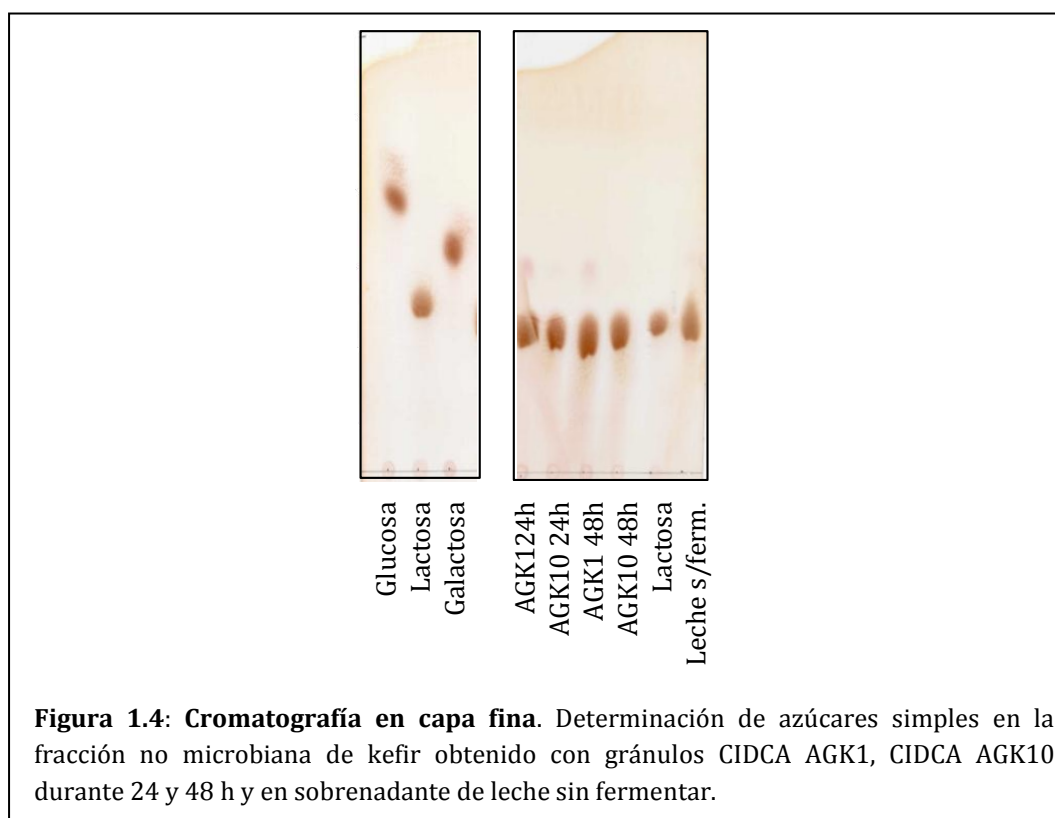 Glucosa
Lactosa
Galactosa
AGK124h
AGK10 24h
AGK1 48h
AGK10 48h
Lactosa
Leche s/ferm.
Figura 1.4: Cromatografía en capa fina. Determinación de azúcares simples en la
fracción no microbiana de kefir obtenido con gránulos CIDCA AGK1, CIDCA AGK10
durante 24 y 48 h y en sobrenadante de leche sin fermentar.